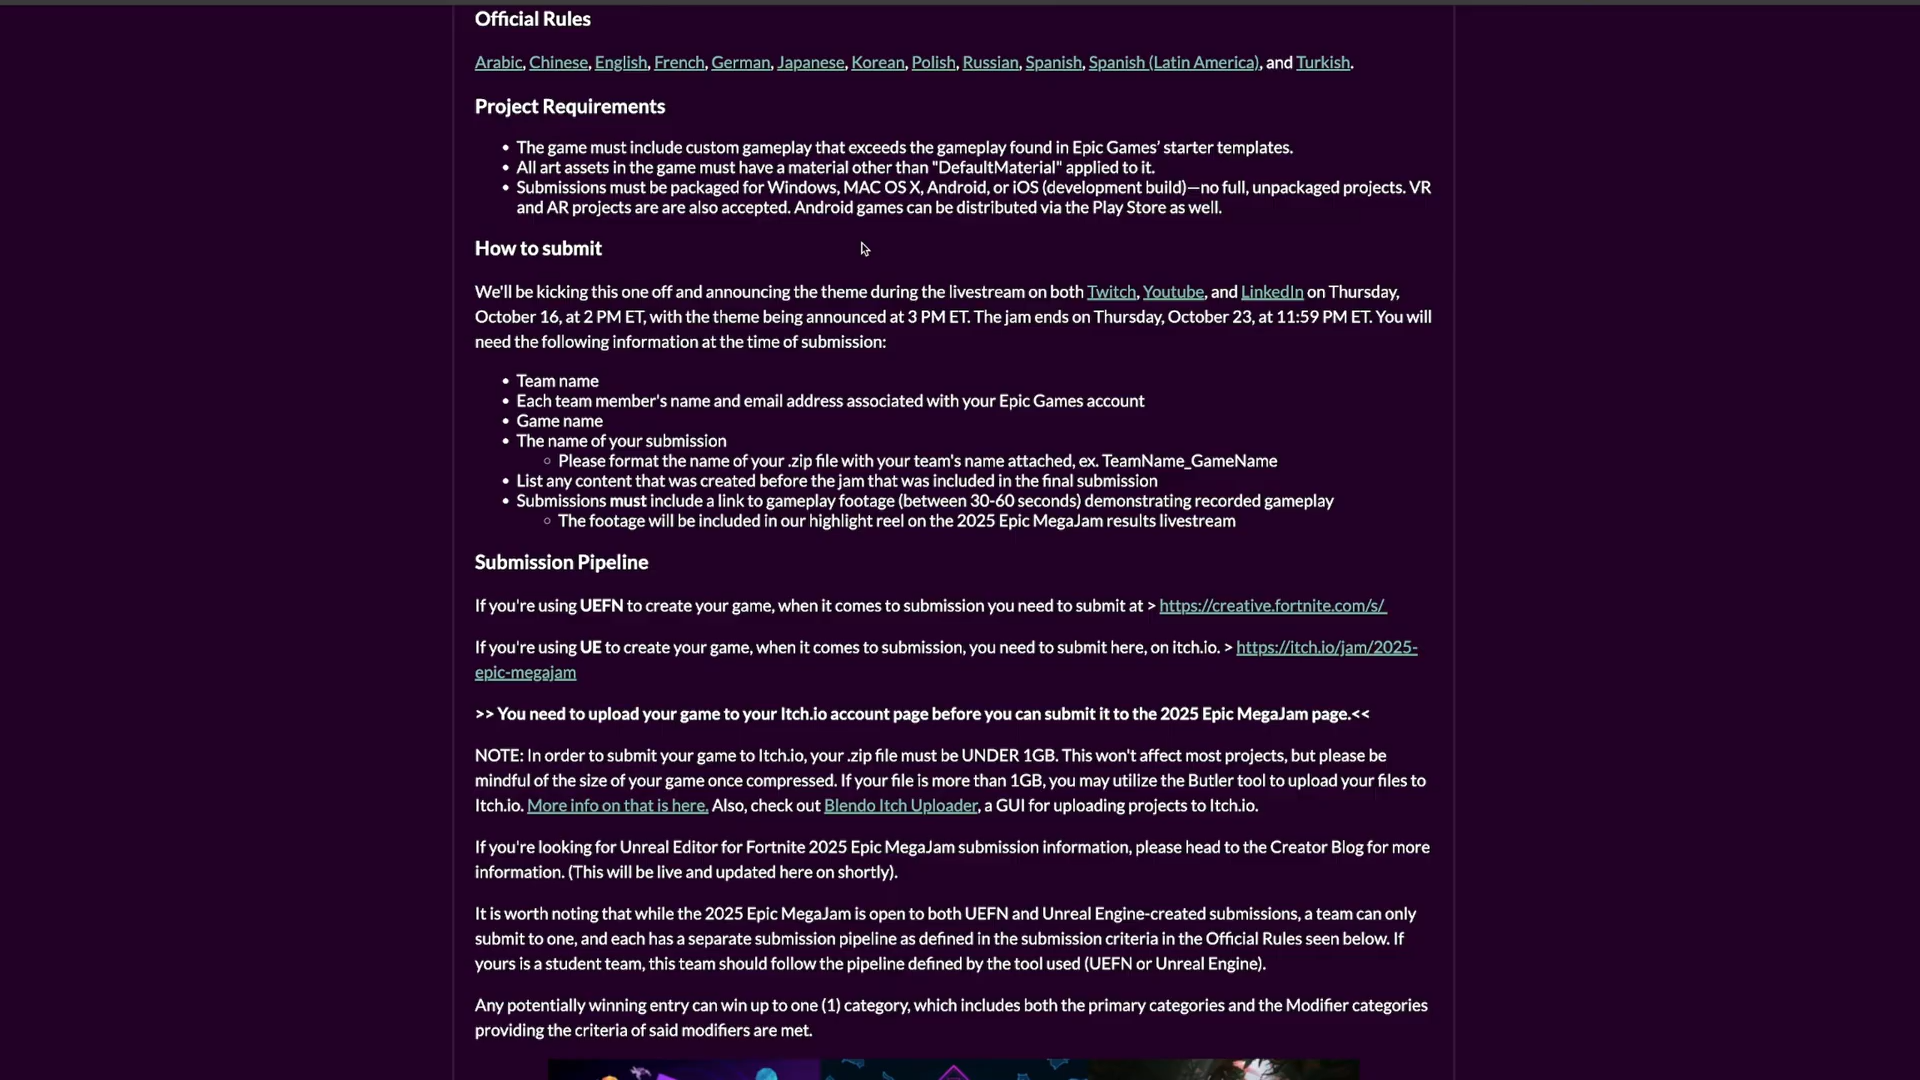 Official Rules
Arabic, Chinese, English, French, German, Japanese, Korean, Polish, Russian, Spanish, Spanish (Latin America), and Turkish.
Project Requirements
• The game must include custom gameplay that exceeds the gameplay found in Epic Games’ starter templates.
• All art assets in the game must have a material other than "DefaultMaterial" applied to it.
• Submissions must be packaged for Windows, MAC OS X, Android, or iOS (development build)—no full, unpackaged projects. VR
and AR projects are are also accepted. Android games can be distributed via the Play Store as well.
How to submit
We'll be kicking this one off and announcing the theme during the livestream on both Twitch, Youtube, and LinkedIn on Thursday,
October 16, at 2 PM ET, with the theme being announced at 3 PM ET. The jam ends on Thursday, October 23, at 11:59 PM ET. You will
need the following information at the time of submission:
• Team name
• Each team member's name and email address associated with your Epic Games account
• Game name
• The name of your submission
◦ Please format the name of your .zip file with your team's name attached, ex. TeamName_GameName
• List any content that was created before the jam that was included in the final submission
• Submissions must include a link to gameplay footage (between 30-60 seconds) demonstrating recorded gameplay
◦ The footage will be included in our highlight reel on the 2025 Epic MegaJam results livestream
Submission Pipeline
If you're using UEFN to create your game, when it comes to submission you need to submit at > https://creative.fortnite.com/s/
If you're using UE to create your game, when it comes to submission, you need to submit here, on itch.io. > https://itch.io/jam/2025-
epic-megajam
>> You need to upload your game to your Itch.io account page before you can submit it to the 2025 Epic MegaJam page.<<
NOTE: In order to submit your game to Itch.io, your .zip file must be UNDER 1GB. This won't affect most projects, but please be
mindful of the size of your game once compressed. If your file is more than 1GB, you may utilize the Butler tool to upload your files to
Itch.io. More info on that is here. Also, check out Blendo Itch Uploader, a GUI for uploading projects to Itch.io.
If you're looking for Unreal Editor for Fortnite 2025 Epic MegaJam submission information, please head to the Creator Blog for more
information. (This will be live and updated here on shortly).
It is worth noting that while the 2025 Epic MegaJam is open to both UEFN and Unreal Engine-created submissions, a team can only
submit to one, and each has a separate submission pipeline as defined in the submission criteria in the Official Rules seen below. If
yours is a student team, this team should follow the pipeline defined by the tool used (UEFN or Unreal Engine).
Any potentially winning entry can win up to one (1) category, which includes both the primary categories and the Modifier categories
providing the criteria of said modifiers are met.